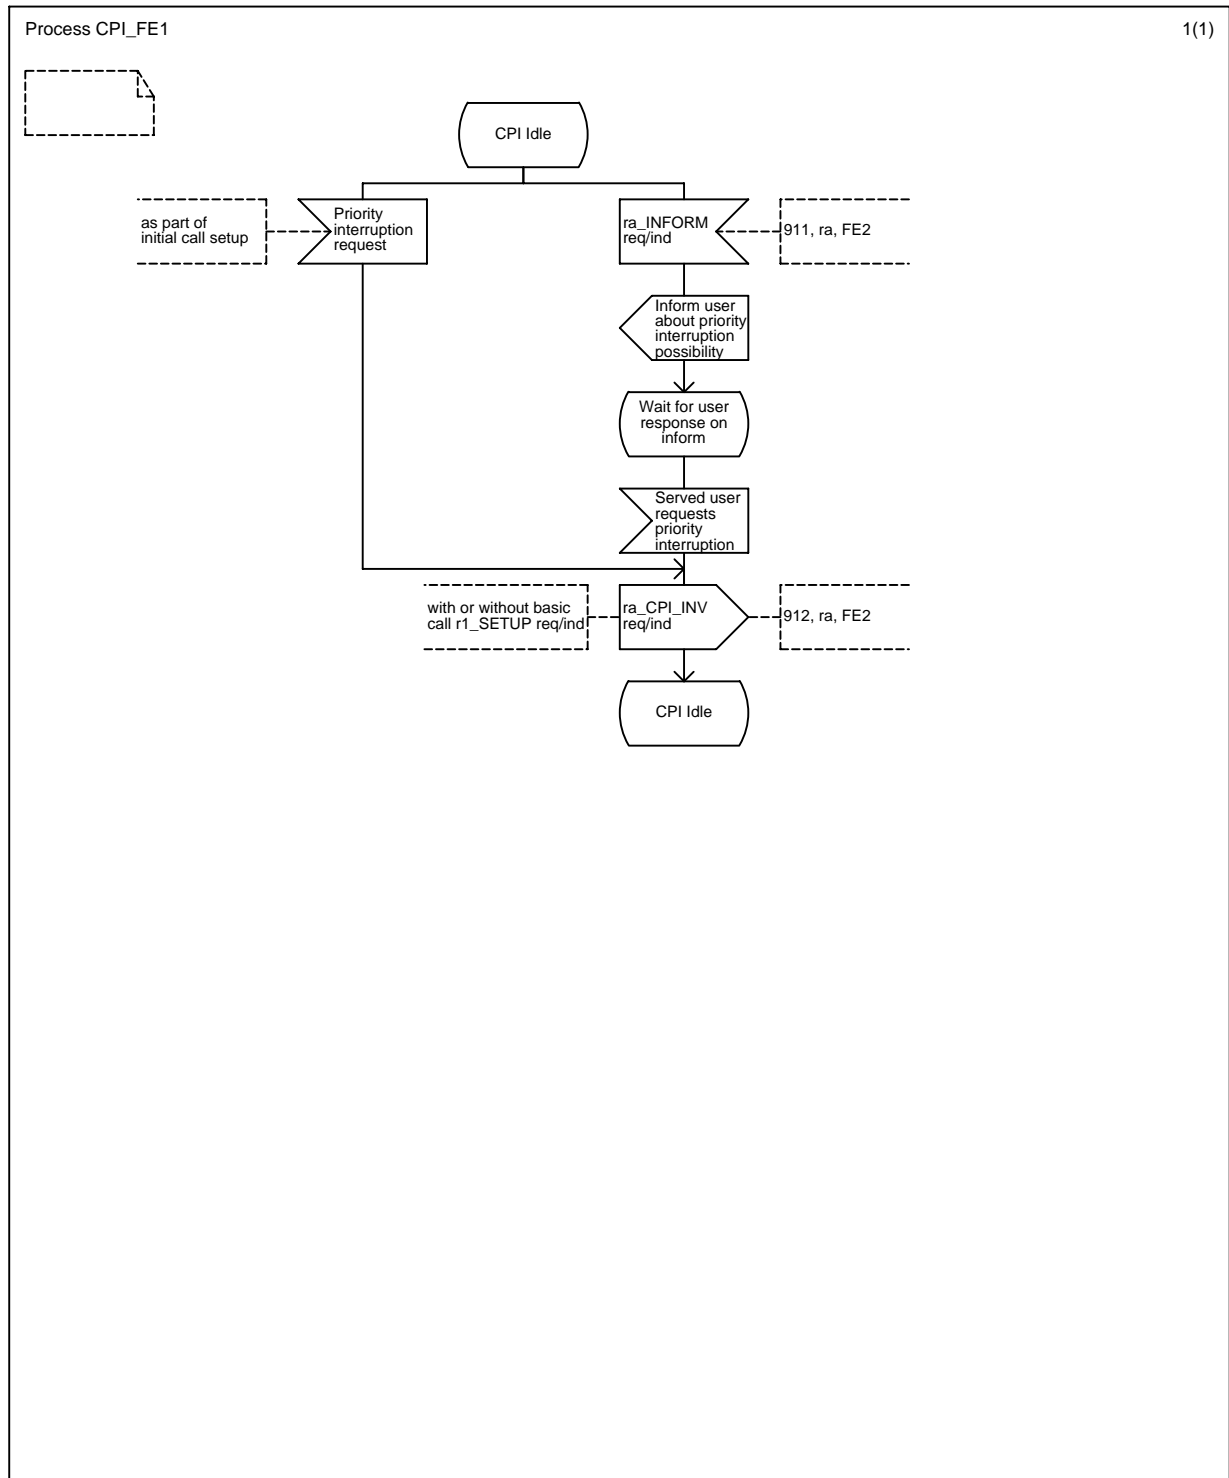 Process CPI_FE1
1(1)
CPI Idle
as part of
initial call setup
Priority
interruption
request
ra_INFORM
req/ind
911, ra, FE2
Inform user
about priority
interruption
possibility
Wait for user
response on
inform
Served user
requests
priority
interruption
with or without basic
call r1_SETUP req/ind
ra_CPI_INV
req/ind
912, ra, FE2
CPI Idle